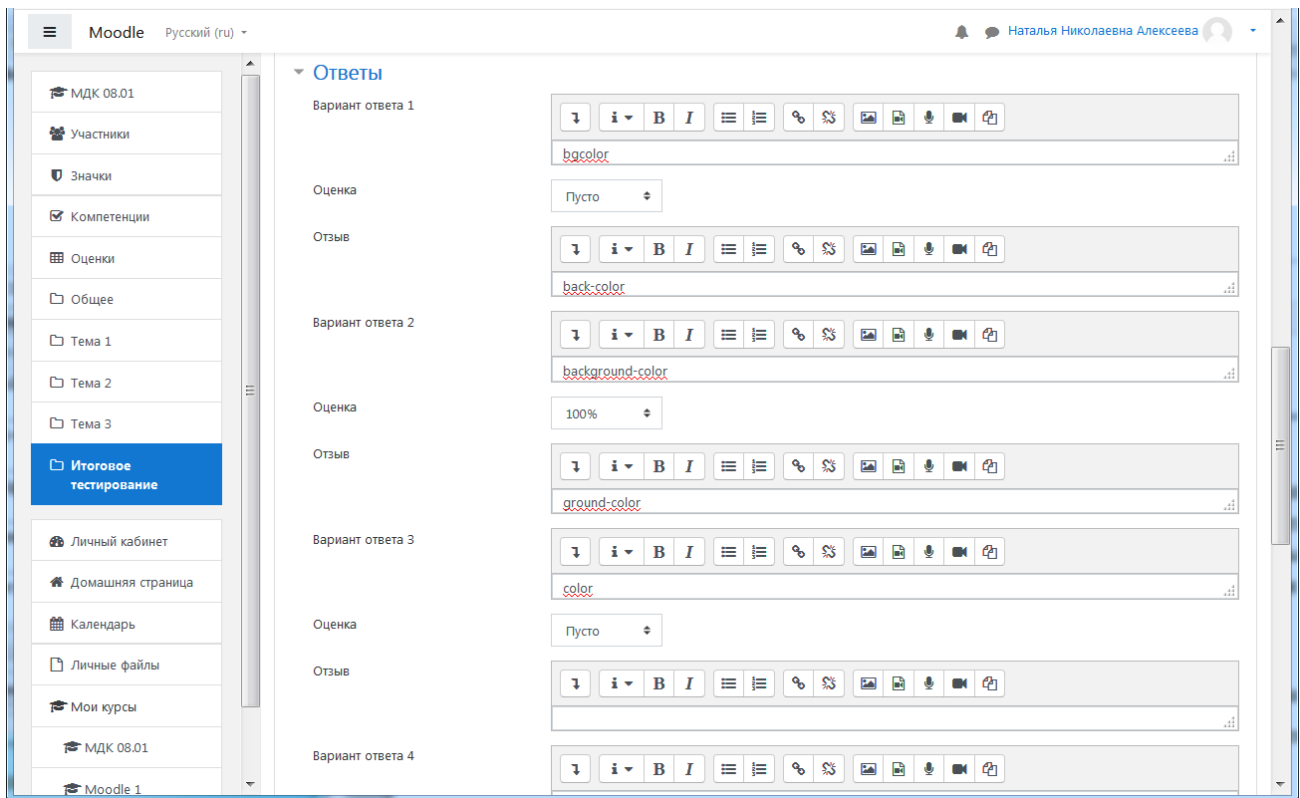 Moodle Русский (ru)
Наталья Николаевна Алексеева
МДК 08.01
Участники
Значки
Компетенции
Оценки
Общее
Тема 1
Тема 2
Тема 3
Итоговое
тестирование
Личный кабинет
Домашняя страница
Календарь
Личные файлы
Мои курсы
МДК 08.01
Moodle 1
Ответы
Вариант ответа 1
bgcolor
Оценка
Пусто
Отзыв
back-color
Вариант ответа 2
background-color
Оценка
100%
Отзыв
ground-color
Вариант ответа 3
color
Оценка
Пусто
Отзыв
Вариант ответа 4